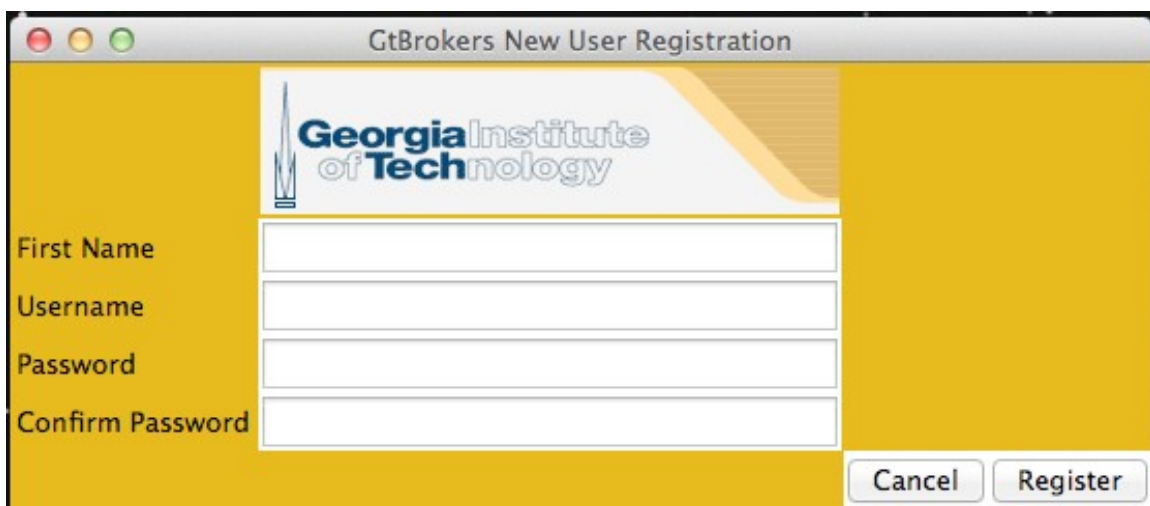 GtBrokers New User Registration
Georgia Institute
of Technology
First Name
Username
Password
Confirm Password
Cancel Register